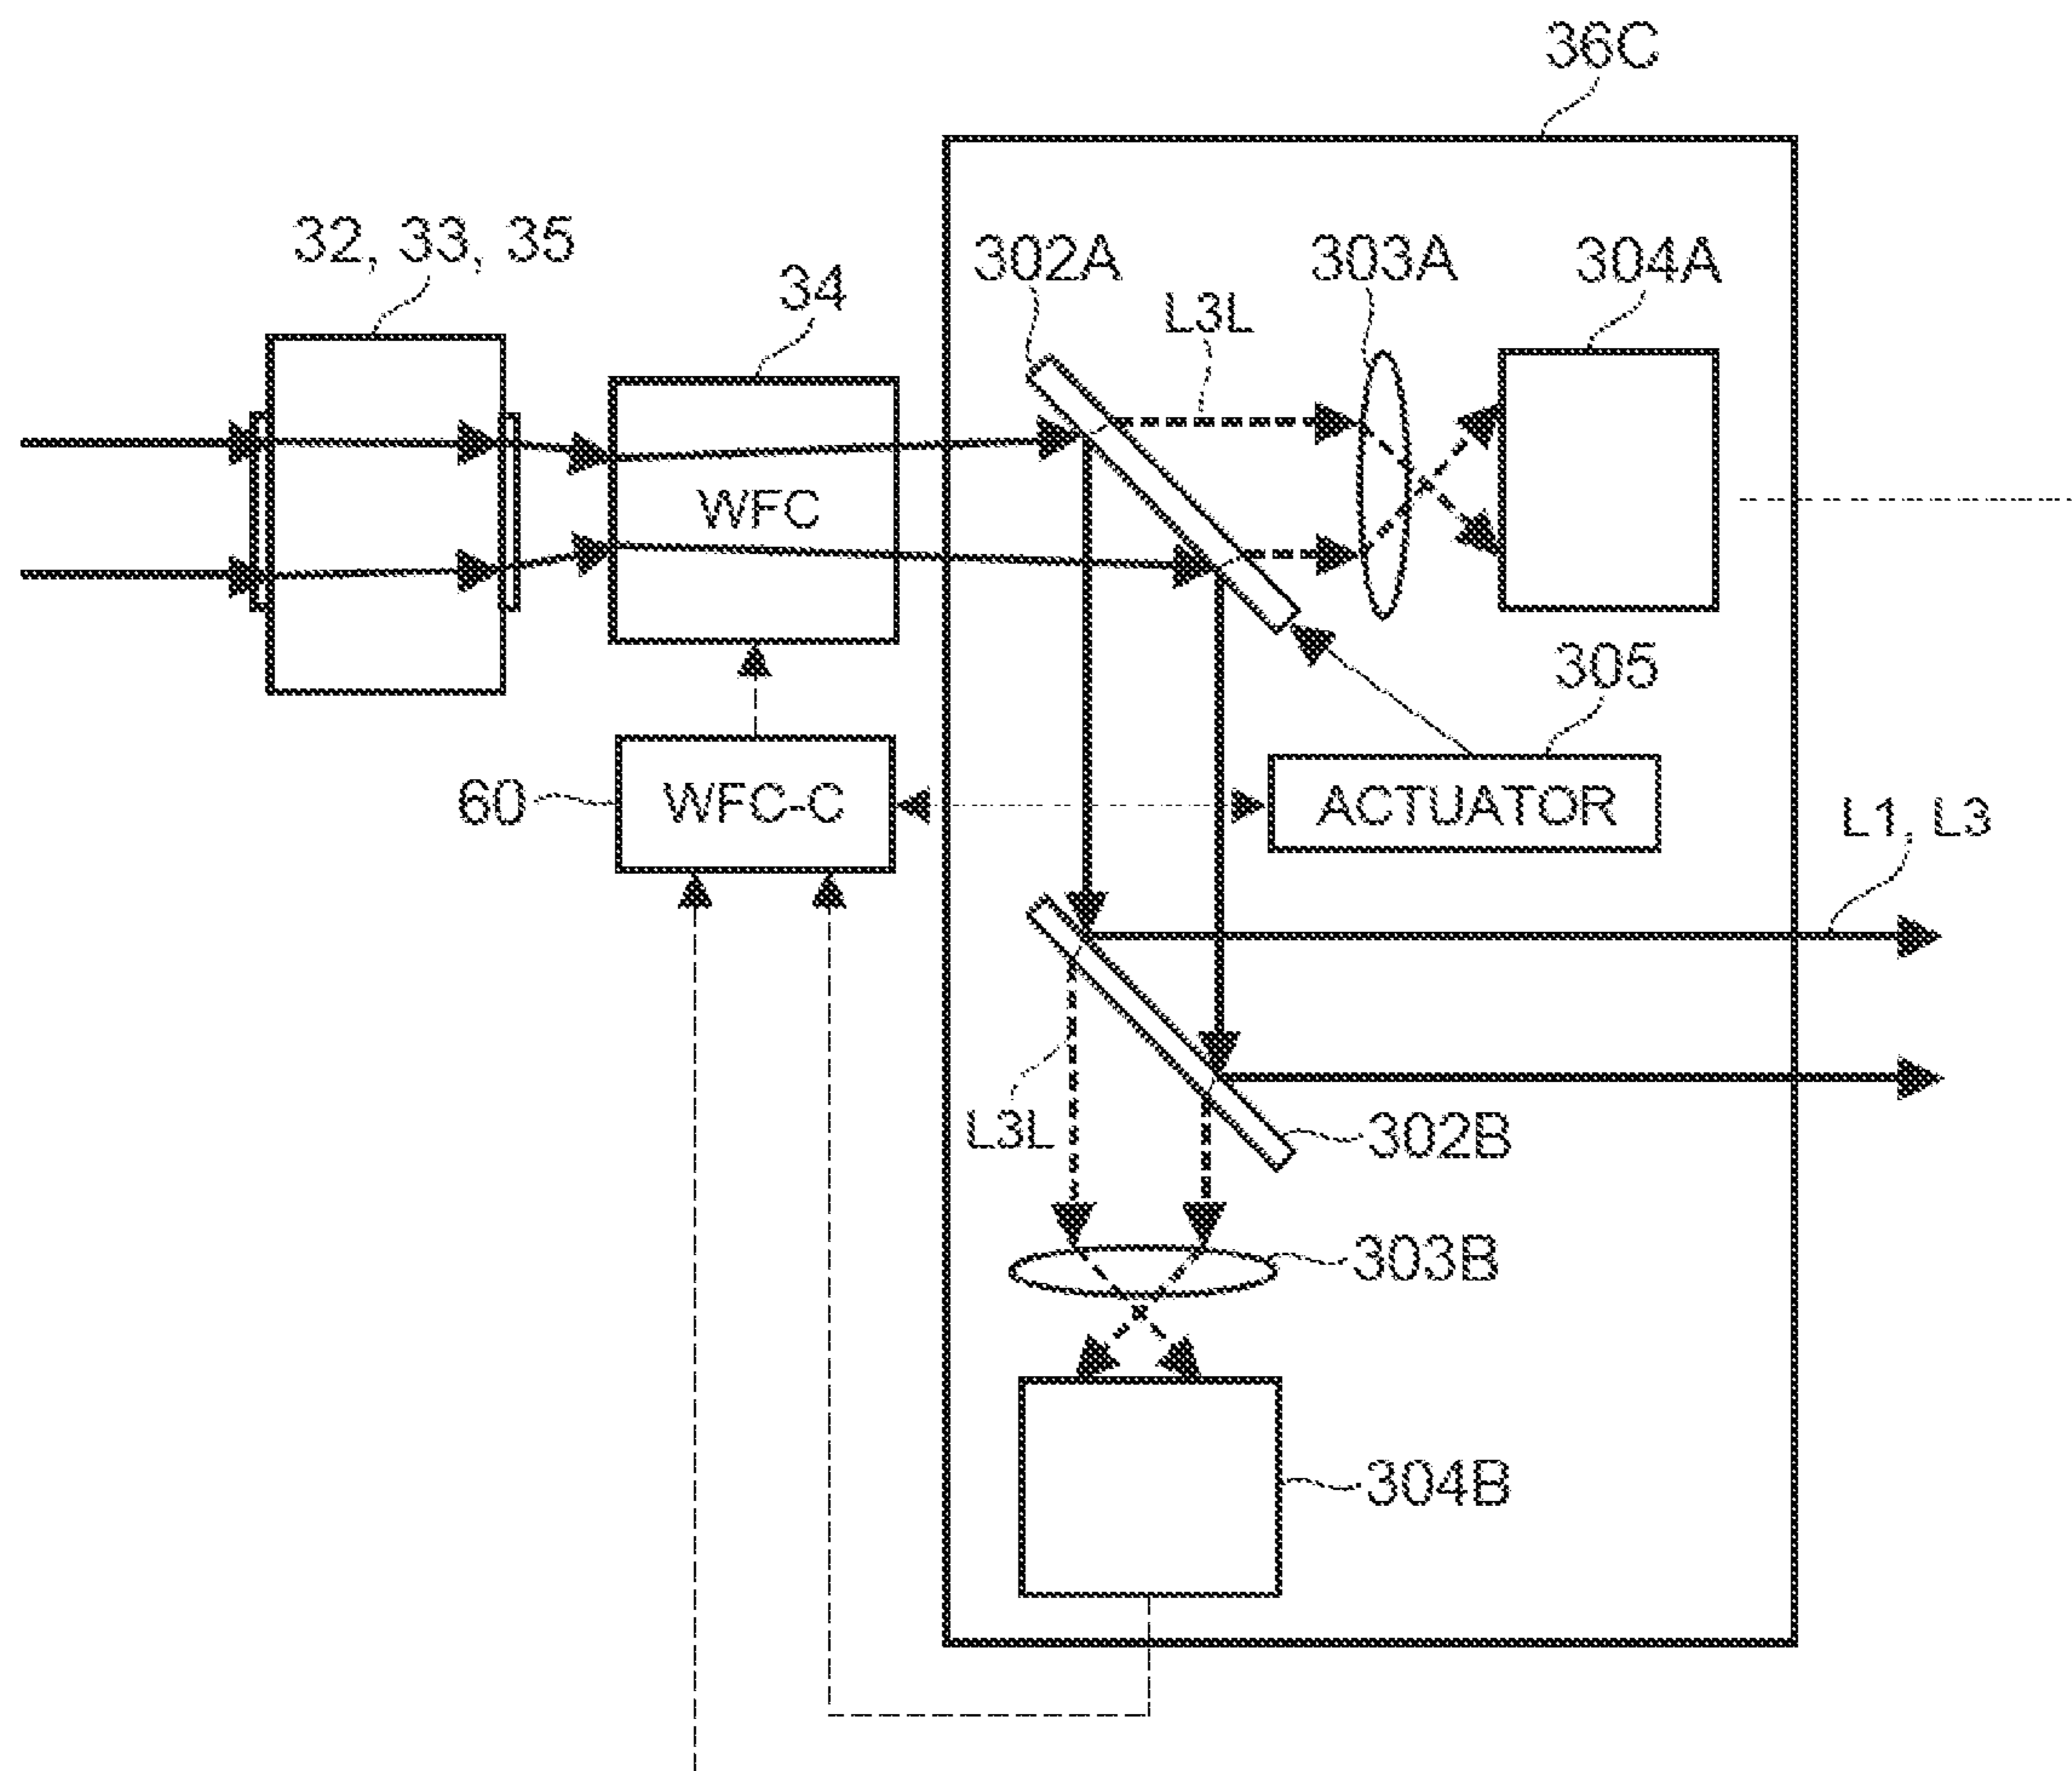 36C
32, 33, 35
34
302A
L3L
303A
304A
WFC
305
60
WFC-C
ACTUATOR
L1, L3
L3L
302B
303B
304B